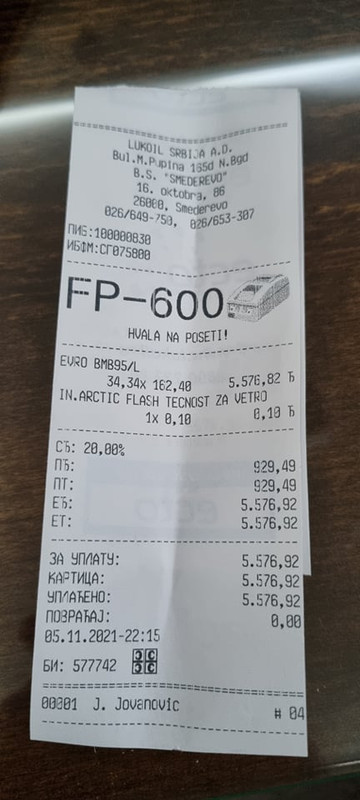 LUKOIL SRBIJA A.D.
Bul.M.Pupina 165d N.Bgd
B.S. "SMEDEREVO"
16. oktobra, 86
26000, Smederevo
026/649-750, 026/653-307
ПИБ:100000830
ИБФМ:СГ075800
FP-600
HVALA NA POSETI!
EVRO BMB95/L
34,34x 162,40 5.576,82 Ђ
IN.ARCTIC FLASH TECNOST ZA VETRO
1x 0,10 0,10 Ђ
СЂ: 20,00%
ПЂ: 929,49
ПТ: 929,49
ЕЂ: 5.576,92
ЕТ: 5.576,92
ЗА УПЛАТУ: 5.576,92
КАРТИЦА: 5.576,92
УПЛАЋЕНО: 5.576,92
ПОВРАЋАЈ: 0,00
05.11.2021-22:15
БИ: 577742
00001 J. Jovanovic # 04